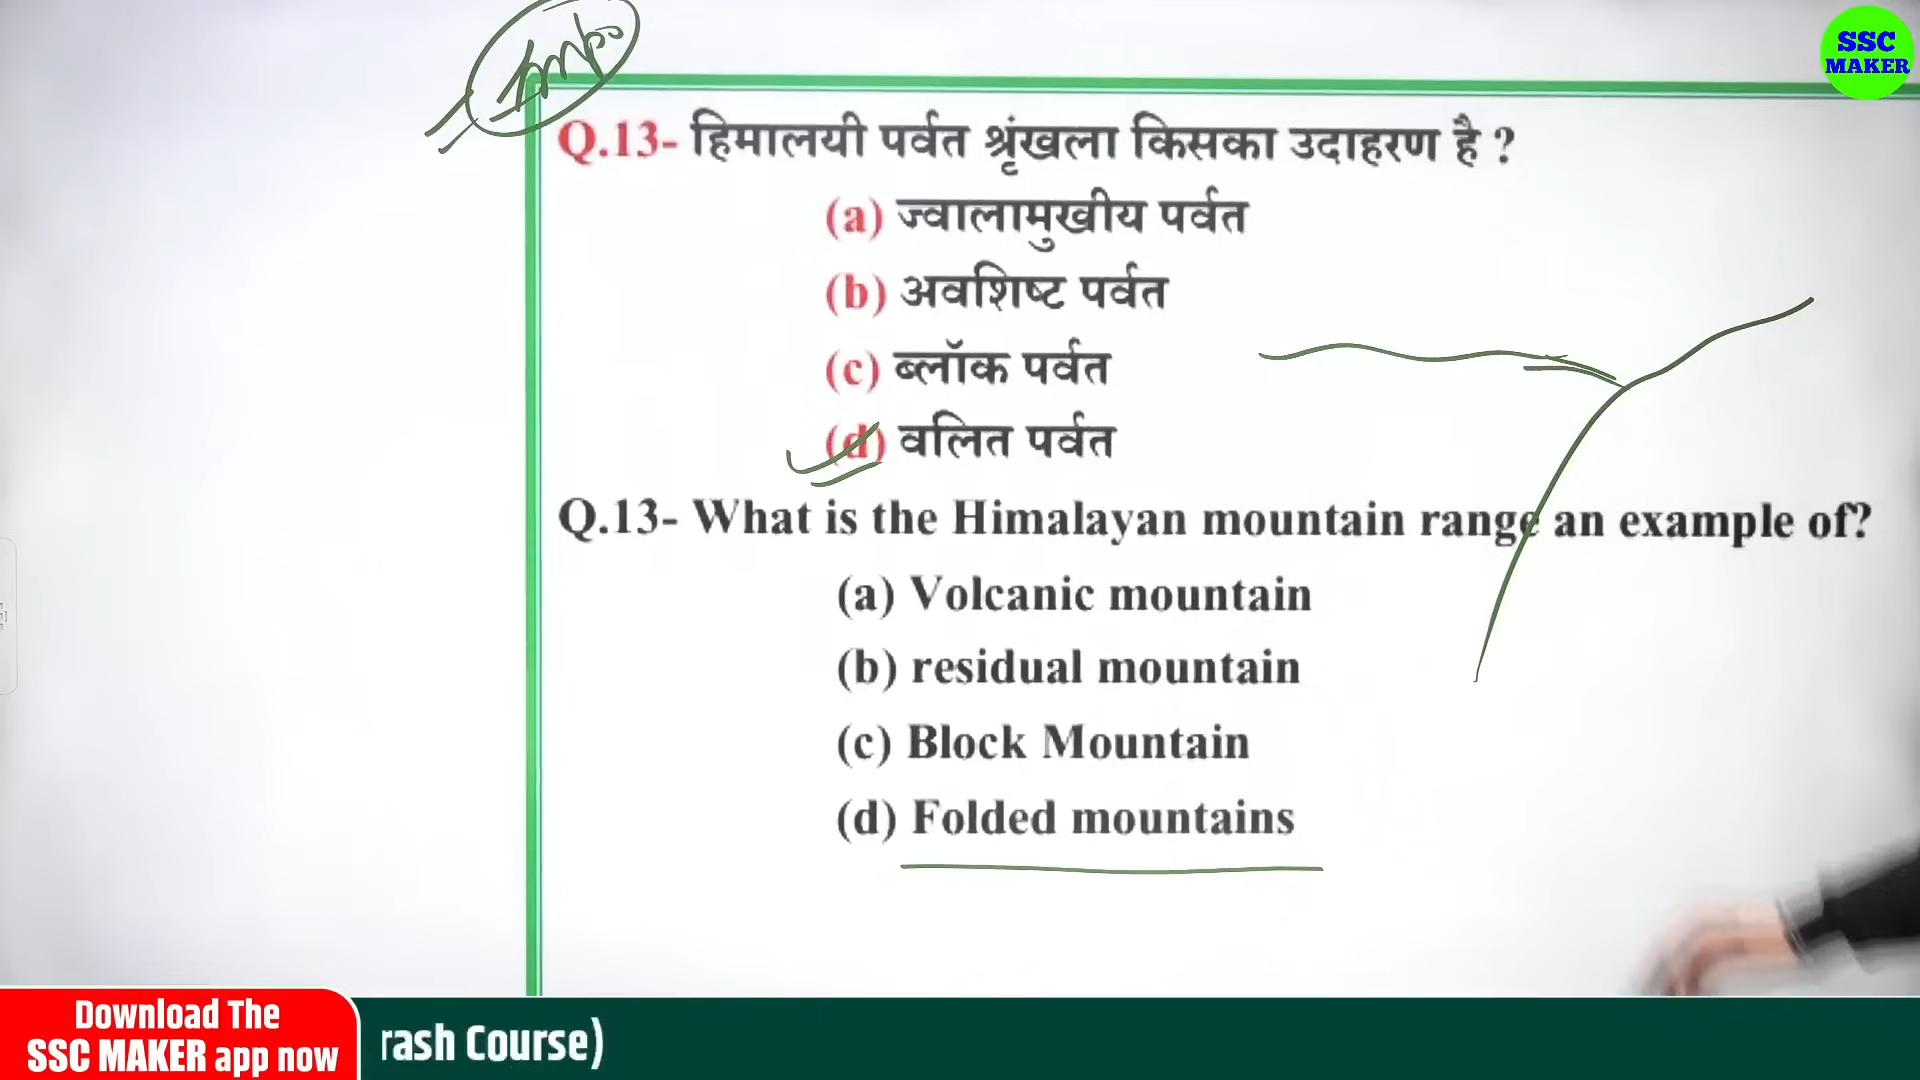 Imp.
SSC
MAKER
Q.13- हिमालयी पर्वत श्रृंखला किसका उदाहरण है ?
(a) ज्वालामुखीय पर्वत
(b) अवशिष्ट पर्वत
(c) ब्लॉक पर्वत
(d) वलित पर्वत
Q.13- What is the Himalayan mountain range an example of?
(a) Volcanic mountain
(b) residual mountain
(c) Block Mountain
(d) Folded mountains
Download The
SSC MAKER app now
rash Course)